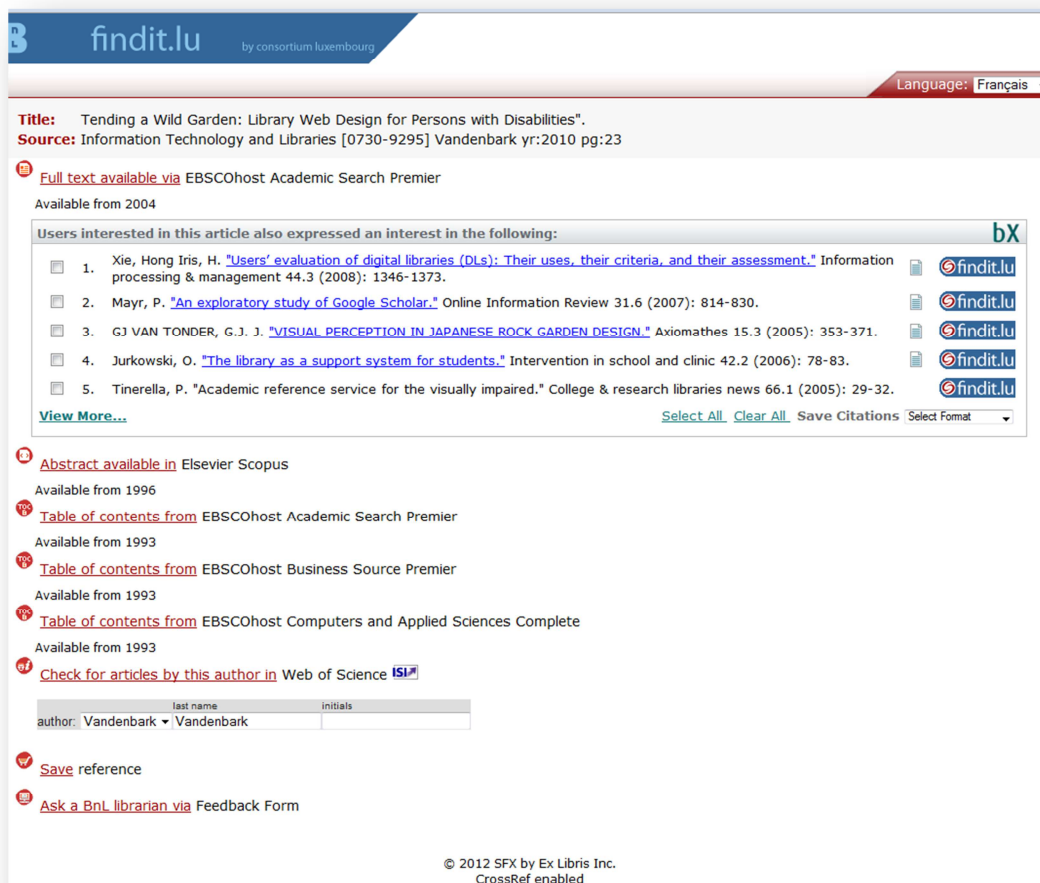 findit.lu by consortium luxembourg
Language: Français
Title: Tending a Wild Garden: Library Web Design for Persons with Disabilities".
Source: Information Technology and Libraries [0730-9295] Vandenbark yr:2010 pg:23
Full text available via EBSCOhost Academic Search Premier
Available from 2004
Users interested in this article also expressed an interest in the following: bX
1. Xie, Hong Iris, H. "Users' evaluation of digital libraries (DLs): Their uses, their criteria, and their assessment." Information
processing & management 44.3 (2008): 1346-1373.
findit.lu
2. Mayr, P. "An exploratory study of Google Scholar." Online Information Review 31.6 (2007): 814-830. findit.lu
3. GJ VAN TONDER, G.J. J. "VISUAL PERCEPTION IN JAPANESE ROCK GARDEN DESIGN." Axiomathes 15.3 (2005): 353-371. findit.lu
4. Jurkowski, O. "The library as a support system for students." Intervention in school and clinic 42.2 (2006): 78-83. findit.lu
5. Tinerella, P. "Academic reference service for the visually impaired." College & research libraries news 66.1 (2005): 29-32. findit.lu
View More... Select All Clear All Save Citations Select Format
Abstract available in Elsevier Scopus
Available from 1996
TOC
Table of contents from EBSCOhost Academic Search Premier
Available from 1993
TOC
Table of contents from EBSCOhost Business Source Premier
Available from 1993
TOC
Table of contents from EBSCOhost Computers and Applied Sciences Complete
Available from 1993
Check for articles by this author in Web of Science ISI
last name initials
author: Vandenbark Vandenbark
Save reference
Ask a BnL librarian via Feedback Form
© 2012 SFX by Ex Libris Inc.
CrossRef enabled